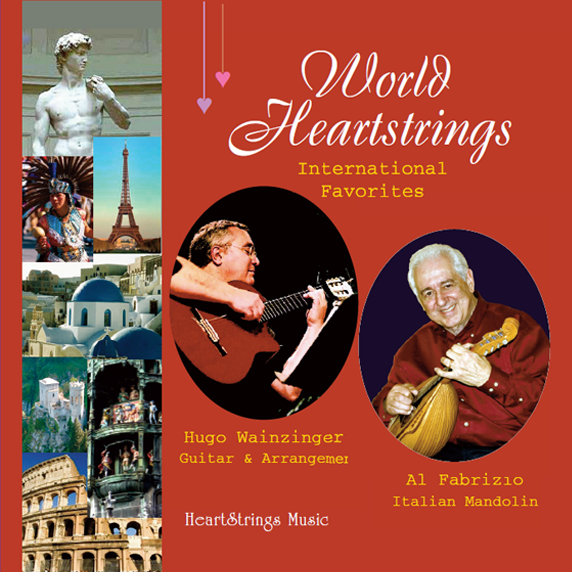 World
Heartstrings
International
Favorites
Hugo Wainzinger
Guitar & Arrangemer
Al Fabrizio
Italian Mandolin
HeartStrings Music